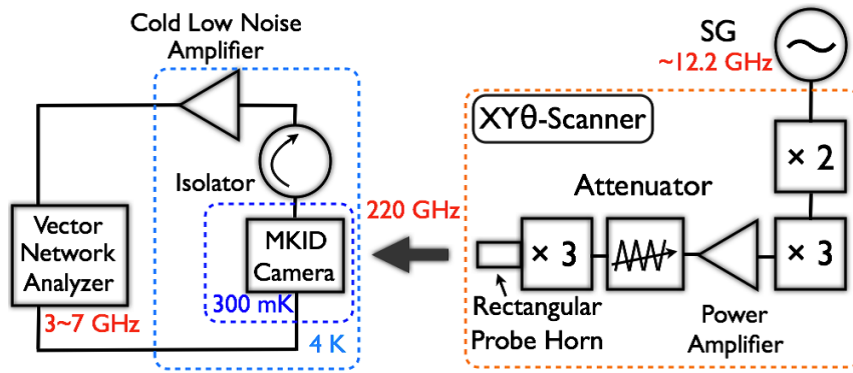 Cold Low Noise
Amplifier
Isolator
Vector
Network
Analyzer
3~7 GHz
MKID
Camera
300 mK
4 K
220 GHz
SG
~12.2 GHz
XYθ-Scanner
× 2
Attenuator
× 3
× 3
Rectangular
Probe Horn
Power
Amplifier